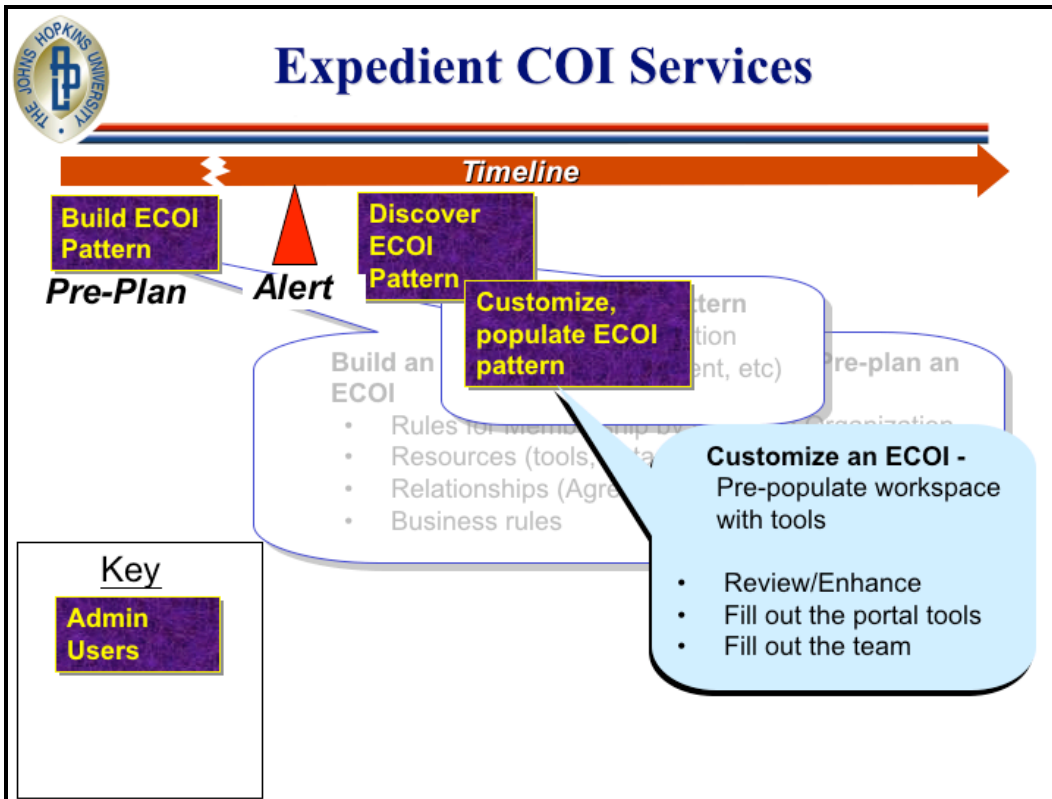 THE JOHNS HOPKINS UNIVERSITY
APL
Expedient COI Services
Timeline
Build ECOI
Pattern
Pre-Plan
Alert
Discover
ECOI
Pattern
Customize,
populate ECOI
pattern
ent, etc)
Build an
Pre-plan an
ECOI
• Rules for Membership by Organization
• Resources (tools,
• Relationships
• Business rules
Customize an ECOI -
Pre-populate workspace
with tools
• Review/Enhance
• Fill out the portal tools
• Fill out the team
Key
Admin
Users